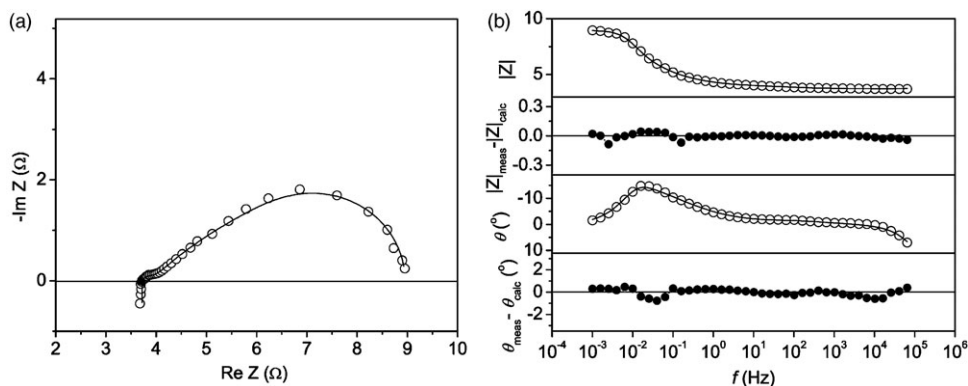 (a)
4
2
0
-Im Z (Ω)
2 3 4 5 6 7 8 9 10
Re Z (Ω)
(b)
10
5
|Z|
0.3
0.0
-0.3
|Z|meas-|Z|calc
-10
0
10
θ (°)
2
0
-2
θmeas- θcalc (°)
10⁻⁴ 10⁻³ 10⁻² 10⁻¹ 10⁰ 10¹ 10² 10³ 10⁴ 10⁵ 10⁶
f (Hz)